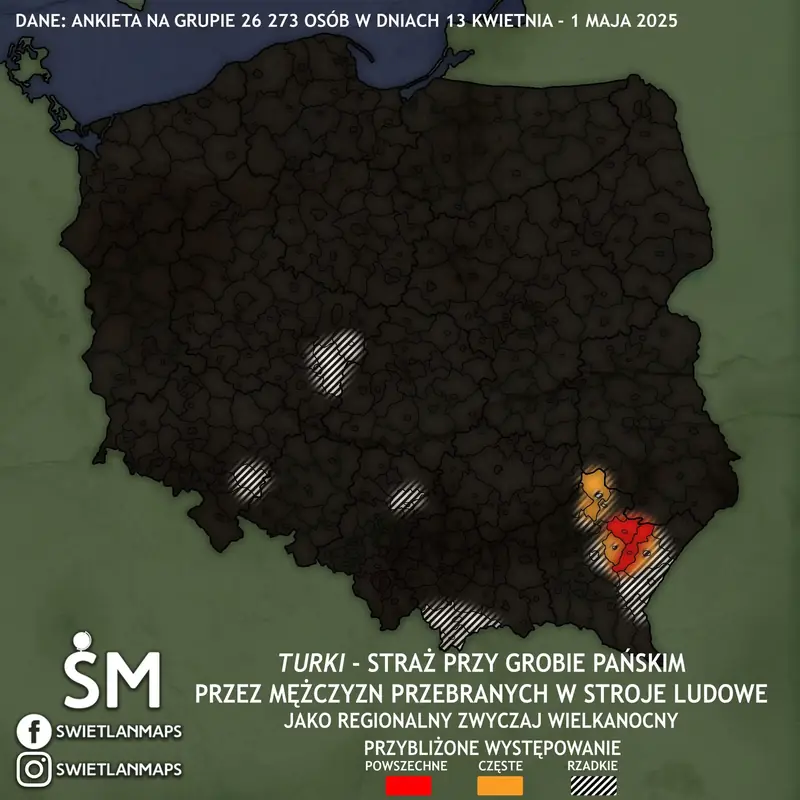 DANE: ANKIETA NA GRUPIE 26 273 OSÓB W DNIACH 13 KWIETNIA - 1 MAJA 2025
ŚM
SWIETLANMAPS
SWIETLANMAPS
TURKI - STRAŻ PRZY GROBIE PAŃSKIM
PRZEZ MĘŻCZYZN PRZEBRANYCH W STROJE LUDOWE
JAKO REGIONALNY ZWYCZAJ WIELKANOCNY
PRZYBLIŻONE WYSTĘPOWANIE
POWSZECHNE CZĘSTE RZADKIE